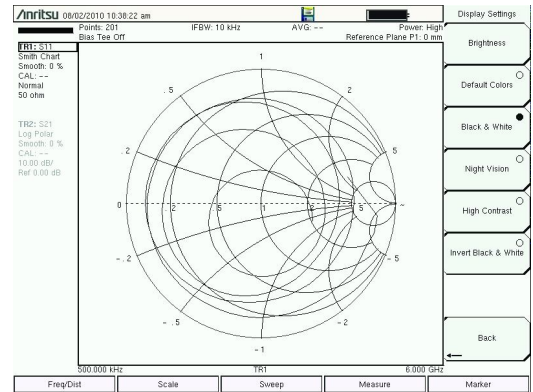 Anritsu 08/02/2010 10:38:22 am
Points: 201 IFBW: 10 kHz AVG: -- Power: High
Bias Tee Off Reference Plane P1: 0 mm
TR1: S11
Smith Chart
Smooth: 0 %
CAL: --
Normal
50 ohm
TR2: S21
Log Polar
Smooth: 0 %
CAL: --
10.00 dB/
Ref 0.00 dB
1
.5 2
.2 5
0 .2 .5 1 2 5 ~
-.2 -5
-.5 -2
-1
500.000 kHz TR1 6.000 GHz
Display Settings
Brightness
Default Colors
Black & White
Night Vision
High Contrast
Invert Black & White
Back
Freq/Dist Scale Sweep Measure Marker